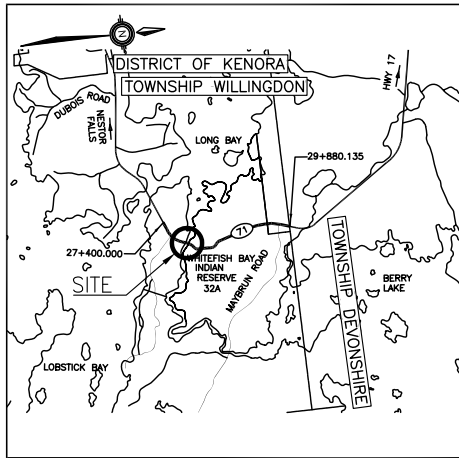 N
DISTRICT OF KENORA
TOWNSHIP WILLINGDON
HWY 17
DUBOIS ROAD
NESTOR
FALLS
LONG BAY
29+880.135
71
27+400.000
WHITEFISH BAY
INDIAN
RESERVE
32A
SITE
MAYBRUN ROAD
TOWNSHIP DEVONSHIRE
BERRY
LAKE
LOBSTICK BAY